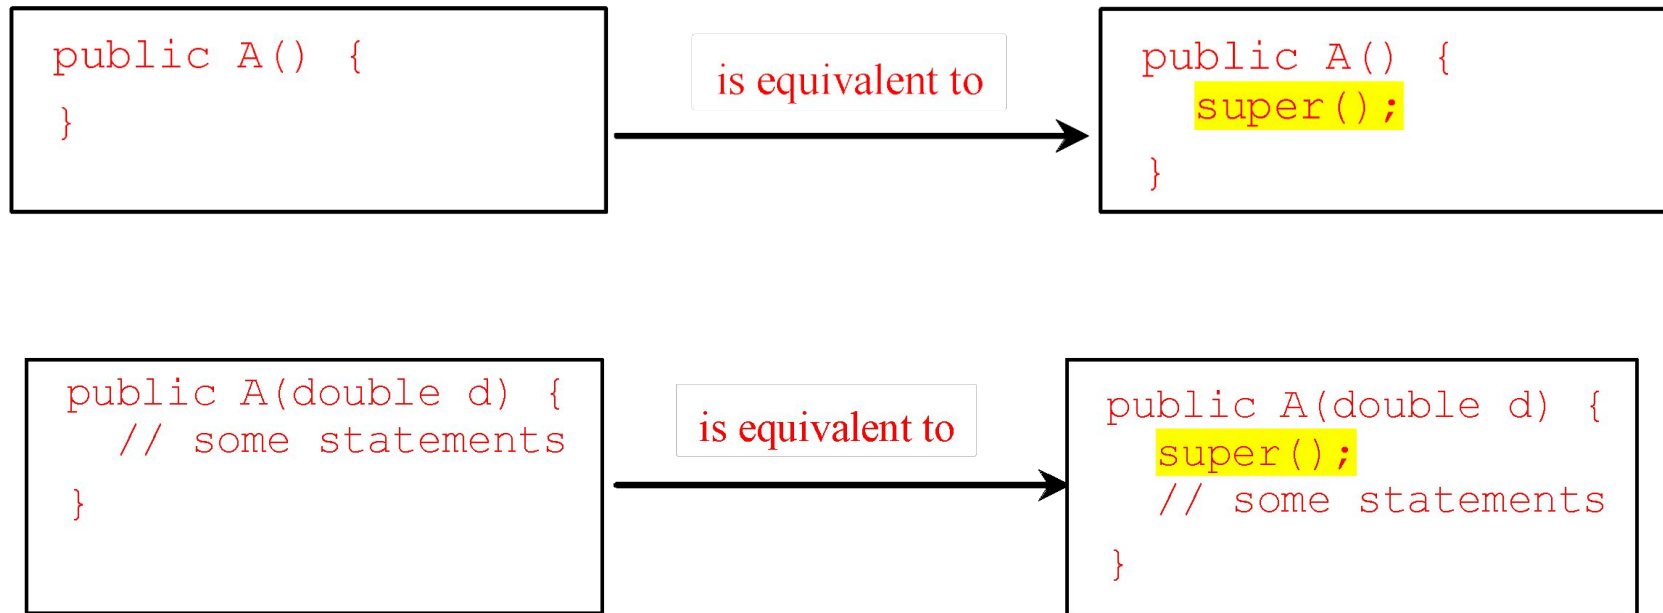 public A() {
}
is equivalent to
public A() {
super();
}
public A(double d) {
// some statements
}
is equivalent to
public A(double d) {
super();
// some statements
}